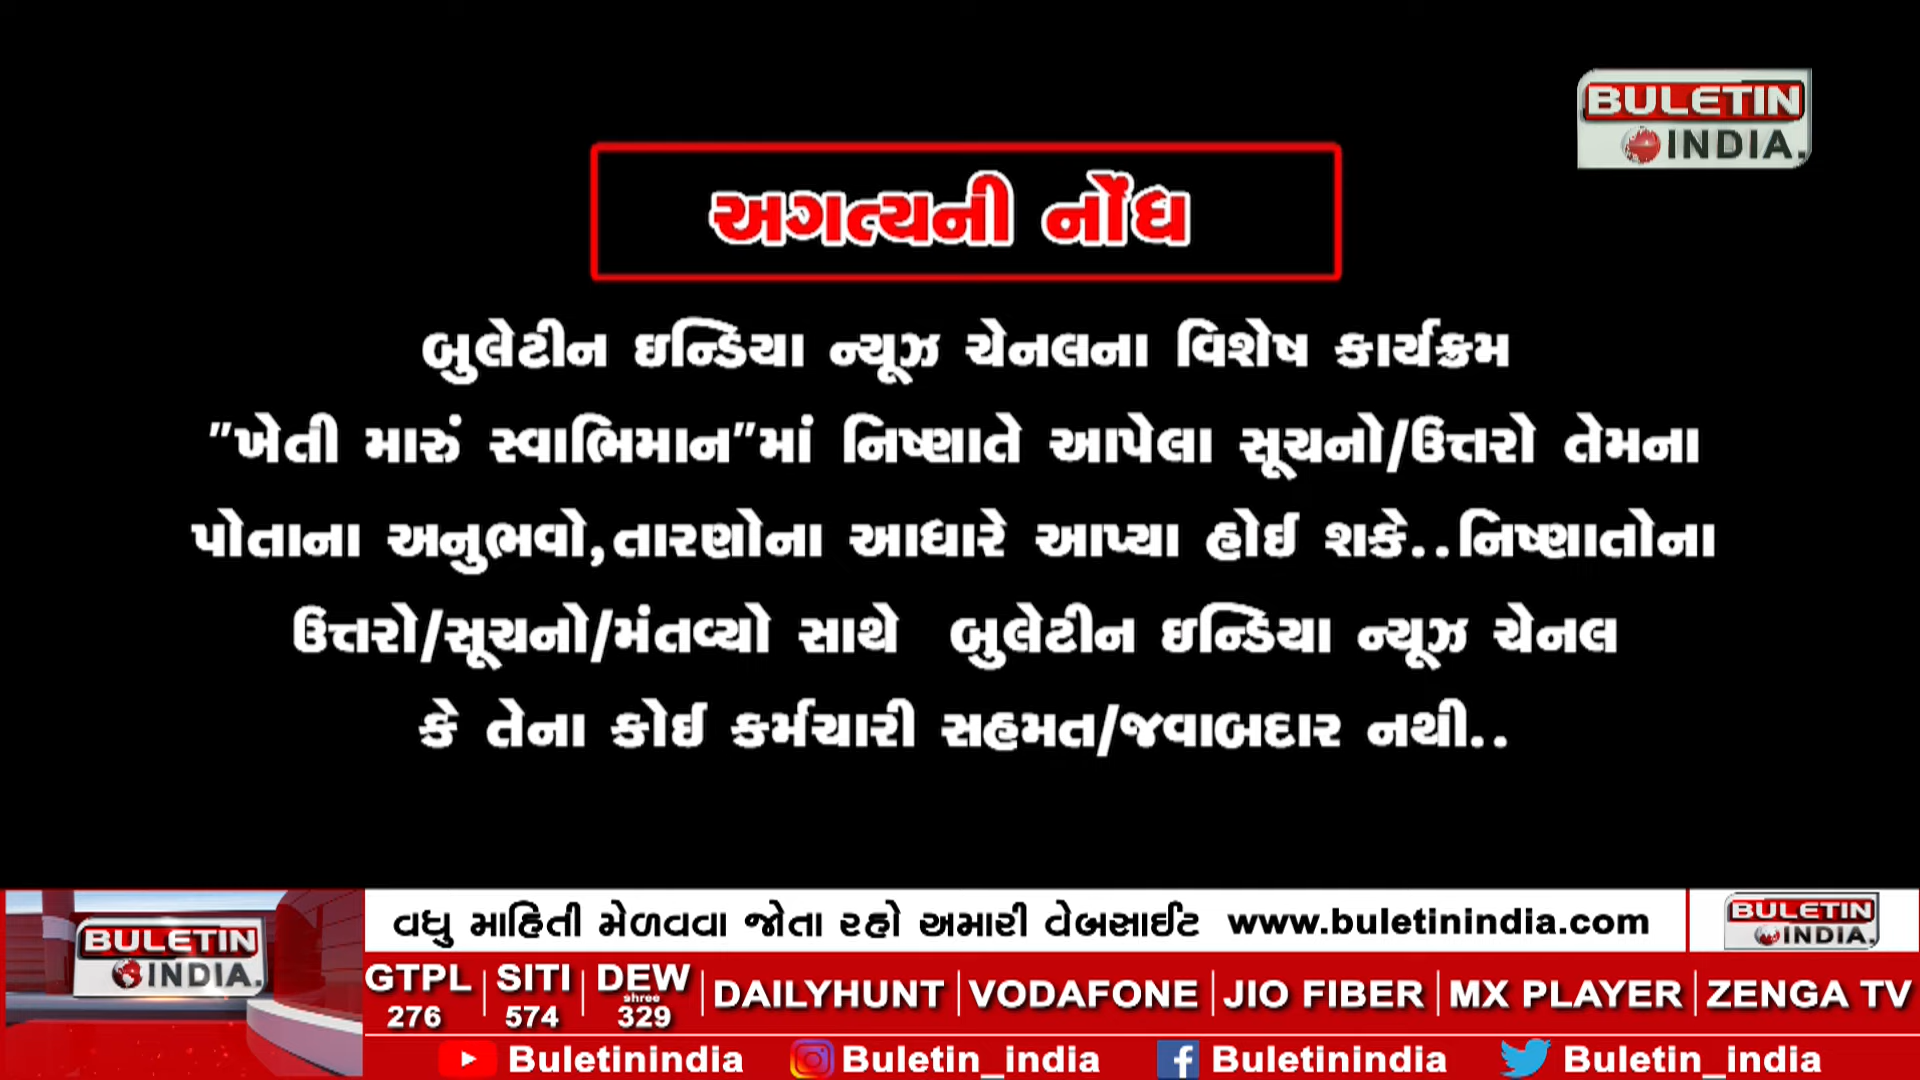 BULETIN
INDIA.
અગત્યની નોંધ
બુલેટીન ઇન્ડિયા ન્યૂઝ ચેનલના વિશેષ કાર્યક્રમ
"ખેતી મારું સ્વાભિમાન"માં નિષ્ણાતે આપેલા સૂચનો/ઉત્તરો તેમના
પોતાના અનુભવો,તારણોના આધારે આપ્યા હોઈ શકે..નિષ્ણાતોના
ઉત્તરો/સૂચનો/મંતવ્યો સાથે બુલેટીન ઇન્ડિયા ન્યૂઝ ચેનલ
કે તેના કોઈ કર્મચારી સહમત/જવાબદાર નથી..
BULETIN
INDIA.
વધુ માહિતી મેળવવા જોતા રહો અમારી વેબસાઈટ www.buletinindia.com
BULETIN
INDIA.
GTPL 276 | SITI 574 | DEW shree 329 | DAILYHUNT | VODAFONE | JIO FIBER | MX PLAYER | ZENGA TV
Buletinindia Buletin_india Buletinindia Buletin_india